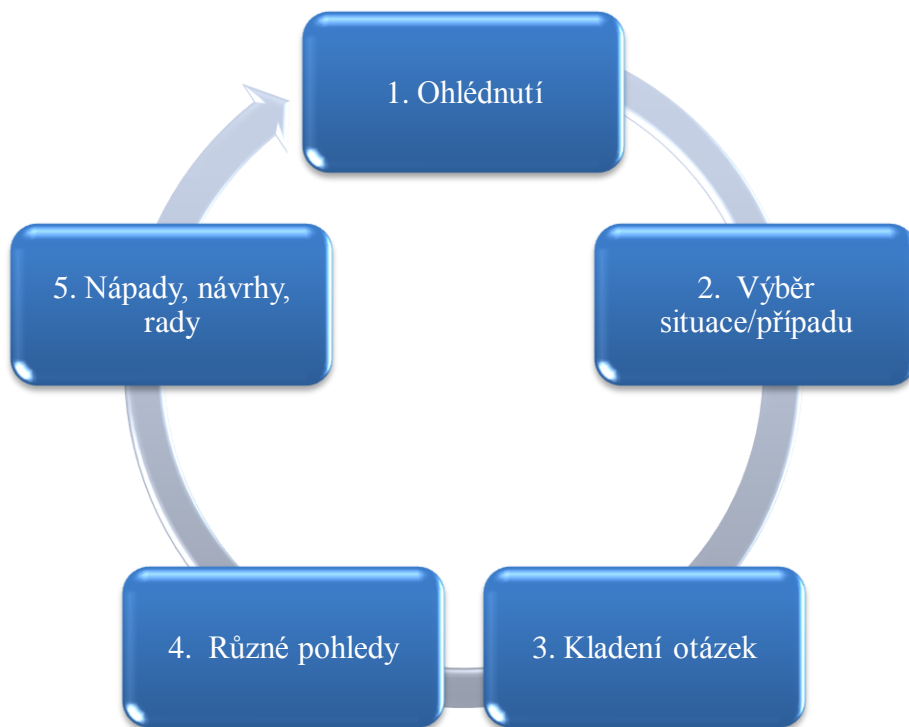 1. Ohlédnutí
2. Výběr
situace/případu
3. Kladení otázek
4. Různé pohledy
5. Nápady, návrhy,
rady